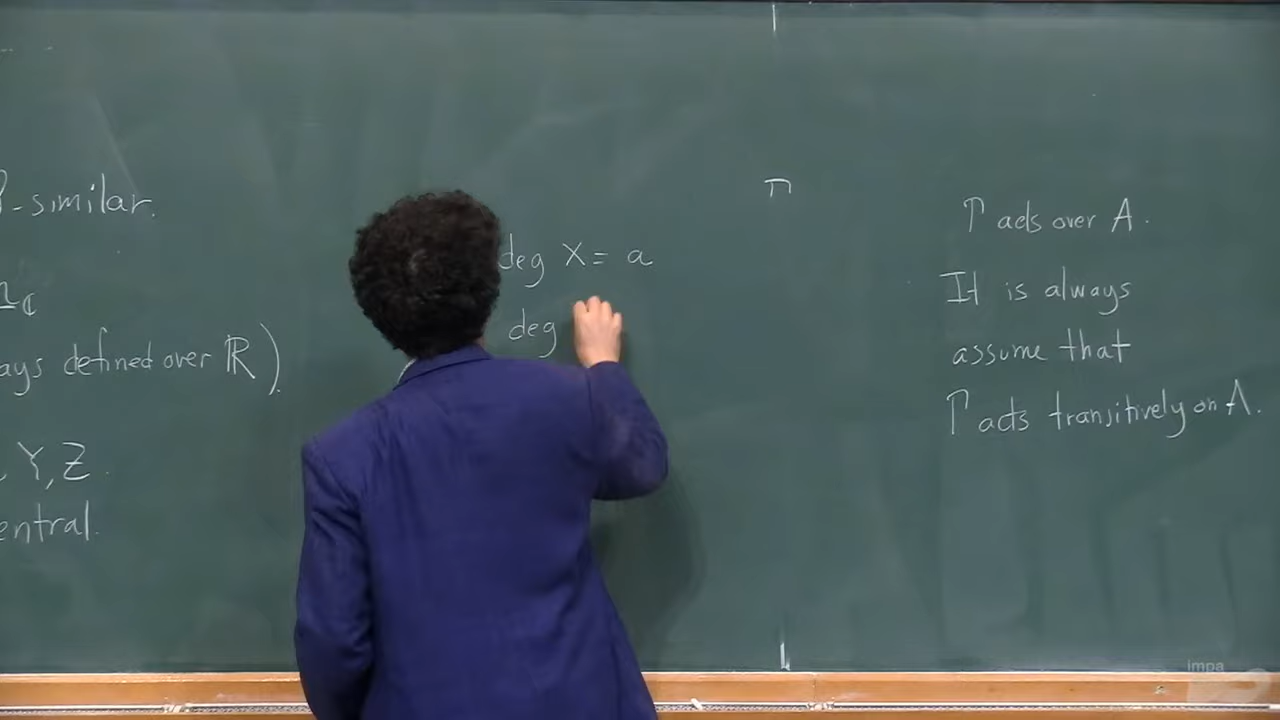 -similar.
ays defined over ℝ).
Y, Z.
entral.
deg X = a
deg
Γ acts over A.
It is always
assume that
Γ acts transitively on A.
impa